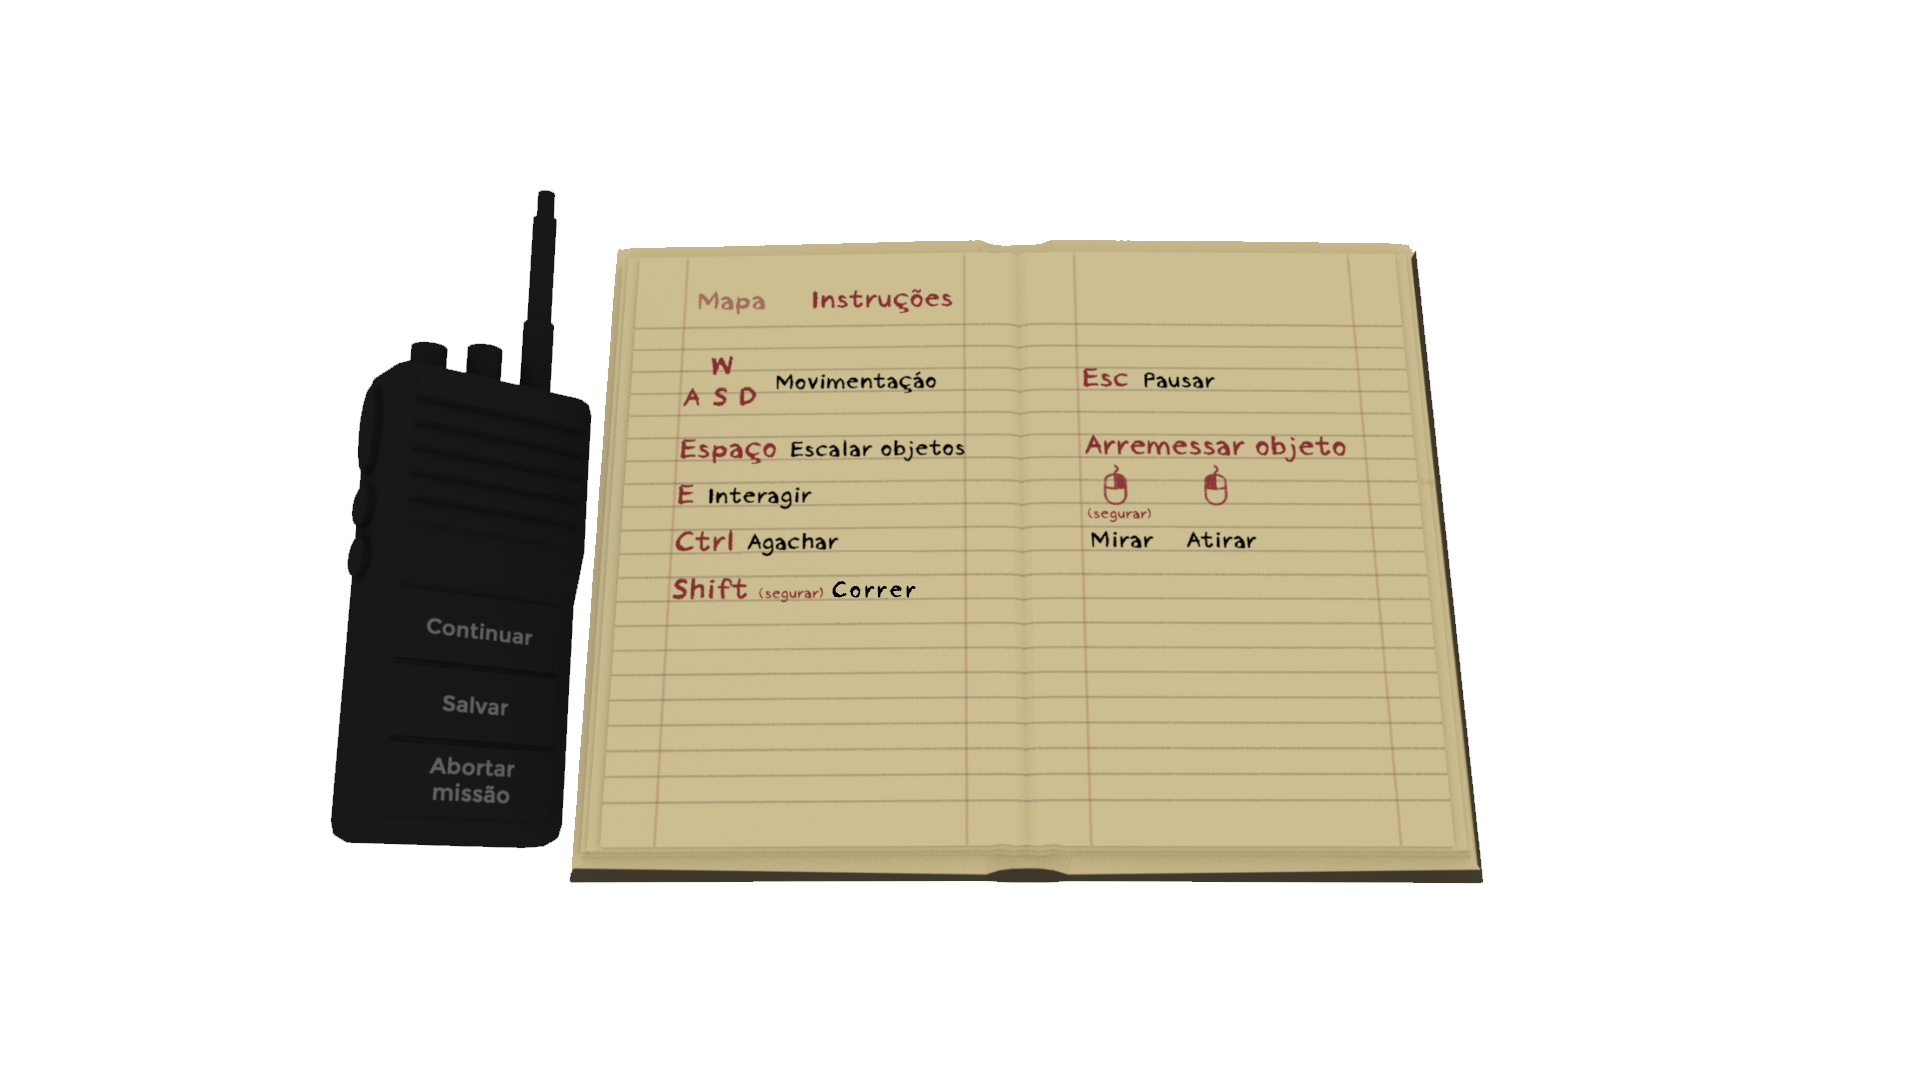 Mapa Instruções
W
A S D Movimentaçáo
Espaço Escalar objetos
E Interagir
Ctrl Agachar
Shift (segurar) Correr
Esc Pausar
Arremessar objeto
(segurar)
Mirar Atirar
Continuar
Salvar
Abortar
missão